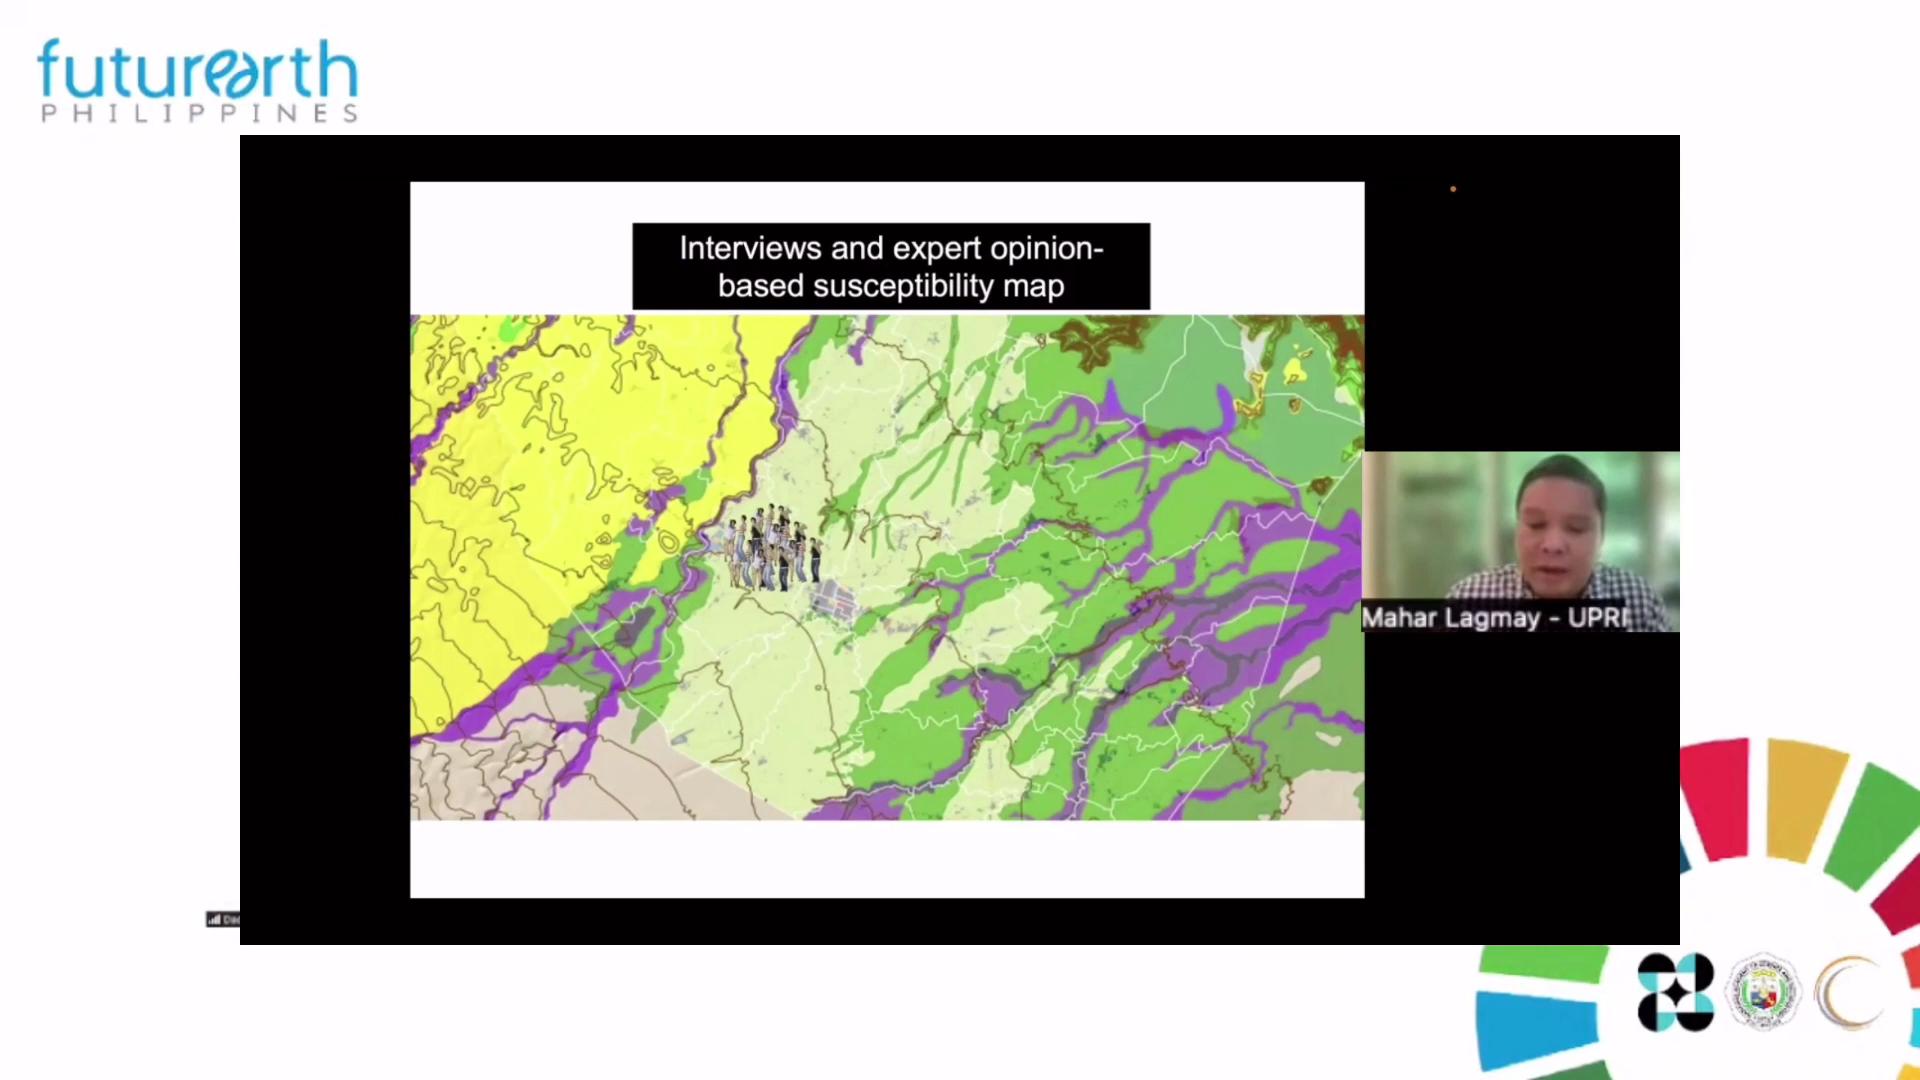 futurearth
PHILIPPINES
Interviews and expert opinion-
based susceptibility map
Mahar Lagmay - UPRI